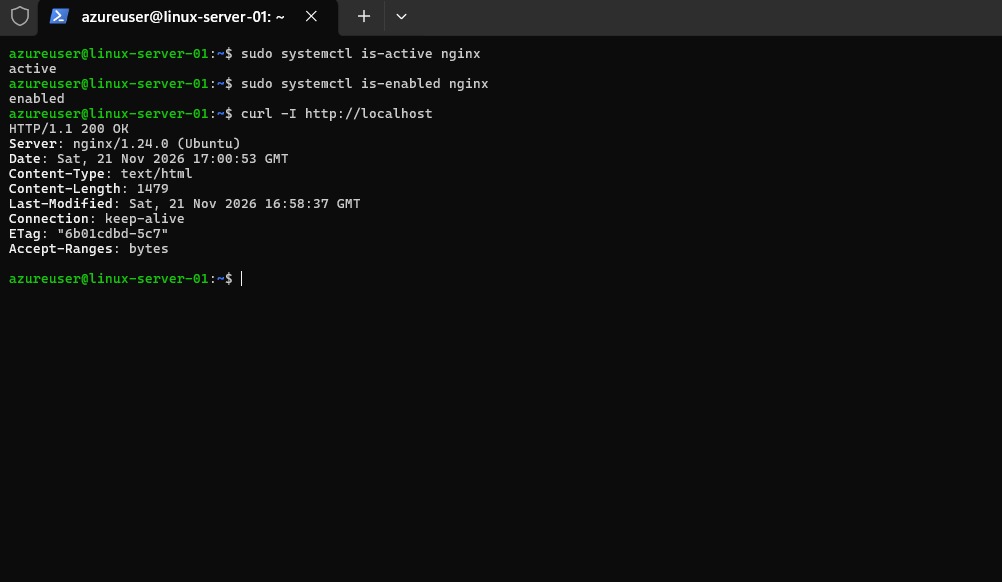 azureuser@linux-server-01: ~
azureuser@linux-server-01:~$ sudo systemctl is-active nginx
active
azureuser@linux-server-01:~$ sudo systemctl is-enabled nginx
enabled
azureuser@linux-server-01:~$ curl -I http://localhost
HTTP/1.1 200 OK
Server: nginx/1.24.0 (Ubuntu)
Date: Sat, 21 Nov 2026 17:00:53 GMT
Content-Type: text/html
Content-Length: 1479
Last-Modified: Sat, 21 Nov 2026 16:58:37 GMT
Connection: keep-alive
ETag: "6b01cdbd-5c7"
Accept-Ranges: bytes
azureuser@linux-server-01:~$